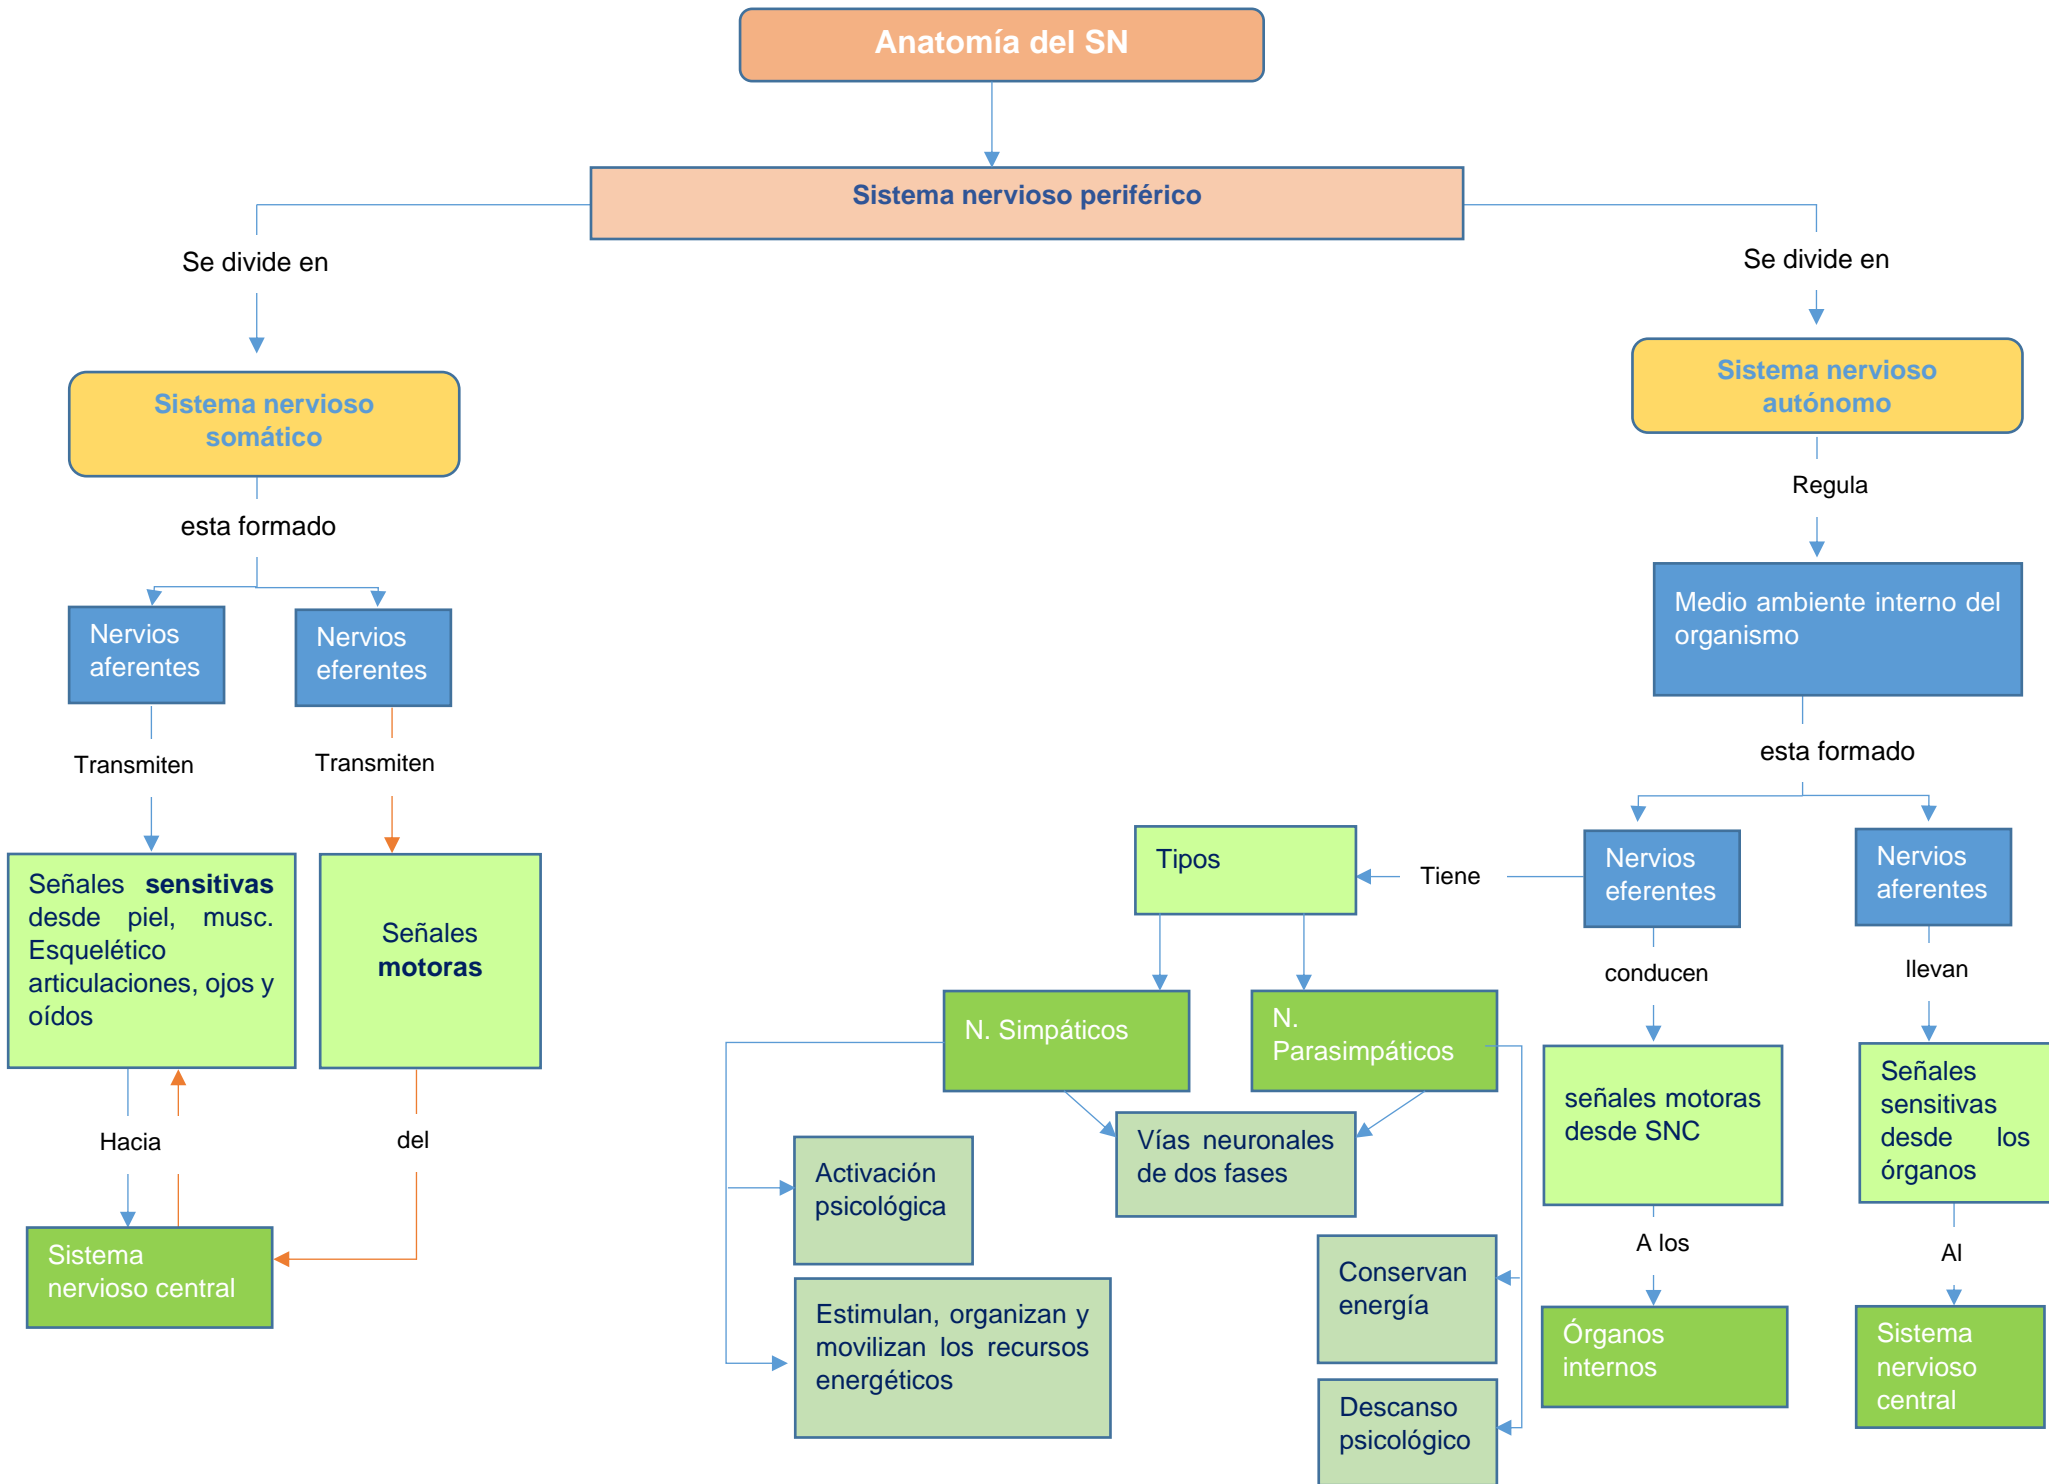 Anatomía del SN
Sistema nervioso periférico
Se divide en
Se divide en
Sistema nervioso
somático
Sistema nervioso
autónomo
esta formado
Regula
Nervios
aferentes
Nervios
eferentes
Medio ambiente interno del
organismo
Transmiten
Transmiten
esta formado
Señales sensitivas
desde piel, musc.
Esquelético
articulaciones, ojos y
oídos
Señales
motoras
Tipos
Tiene
Nervios
eferentes
Nervios
aferentes
conducen
llevan
N. Simpáticos
N.
Parasimpáticos
señales motoras
desde SNC
Señales
sensitivas
desde los
órganos
Hacia
del
Vías neuronales
de dos fases
Activación
psicológica
Sistema
nervioso central
A los
Al
Conservan
energía
Estimulan, organizan y
movilizan los recursos
energéticos
Órganos
internos
Sistema
nervioso
central
Descanso
psicológico